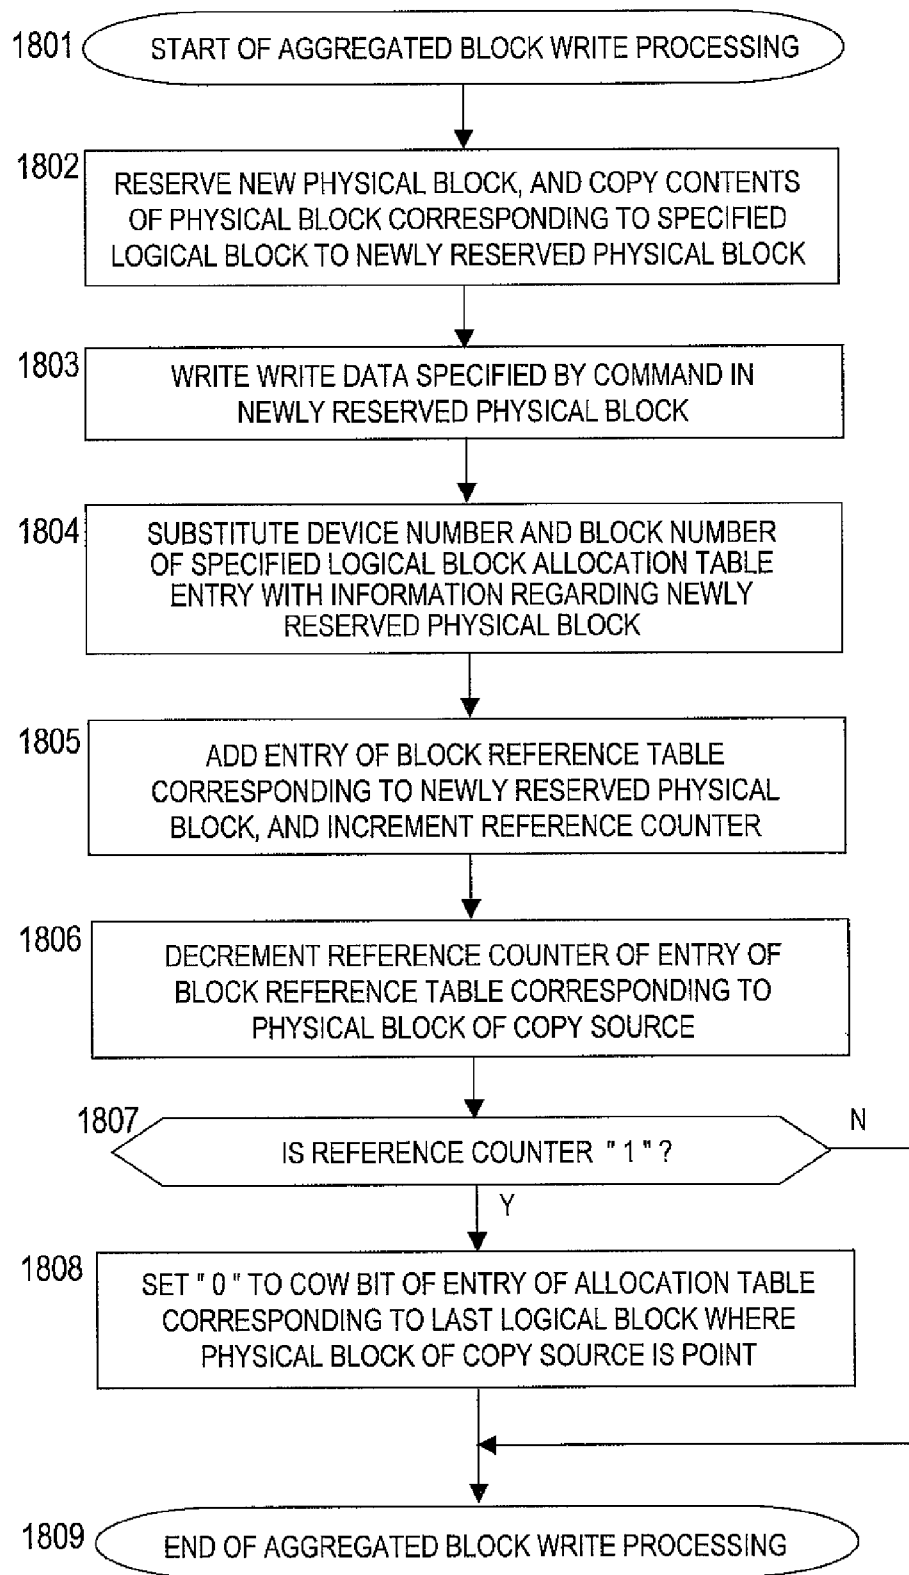 1801
START OF AGGREGATED BLOCK WRITE PROCESSING
1802
RESERVE NEW PHYSICAL BLOCK, AND COPY CONTENTS
OF PHYSICAL BLOCK CORRESPONDING TO SPECIFIED
LOGICAL BLOCK TO NEWLY RESERVED PHYSICAL BLOCK
1803
WRITE WRITE DATA SPECIFIED BY COMMAND IN
NEWLY RESERVED PHYSICAL BLOCK
1804
SUBSTITUTE DEVICE NUMBER AND BLOCK NUMBER
OF SPECIFIED LOGICAL BLOCK ALLOCATION TABLE
ENTRY WITH INFORMATION REGARDING NEWLY
RESERVED PHYSICAL BLOCK
1805
ADD ENTRY OF BLOCK REFERENCE TABLE
CORRESPONDING TO NEWLY RESERVED PHYSICAL
BLOCK, AND INCREMENT REFERENCE COUNTER
1806
DECREMENT REFERENCE COUNTER OF ENTRY OF
BLOCK REFERENCE TABLE CORRESPONDING TO
PHYSICAL BLOCK OF COPY SOURCE
1807
IS REFERENCE COUNTER " 1 " ?
N
Y
1808
SET " 0 " TO COW BIT OF ENTRY OF ALLOCATION TABLE
CORRESPONDING TO LAST LOGICAL BLOCK WHERE
PHYSICAL BLOCK OF COPY SOURCE IS POINT
1809
END OF AGGREGATED BLOCK WRITE PROCESSING